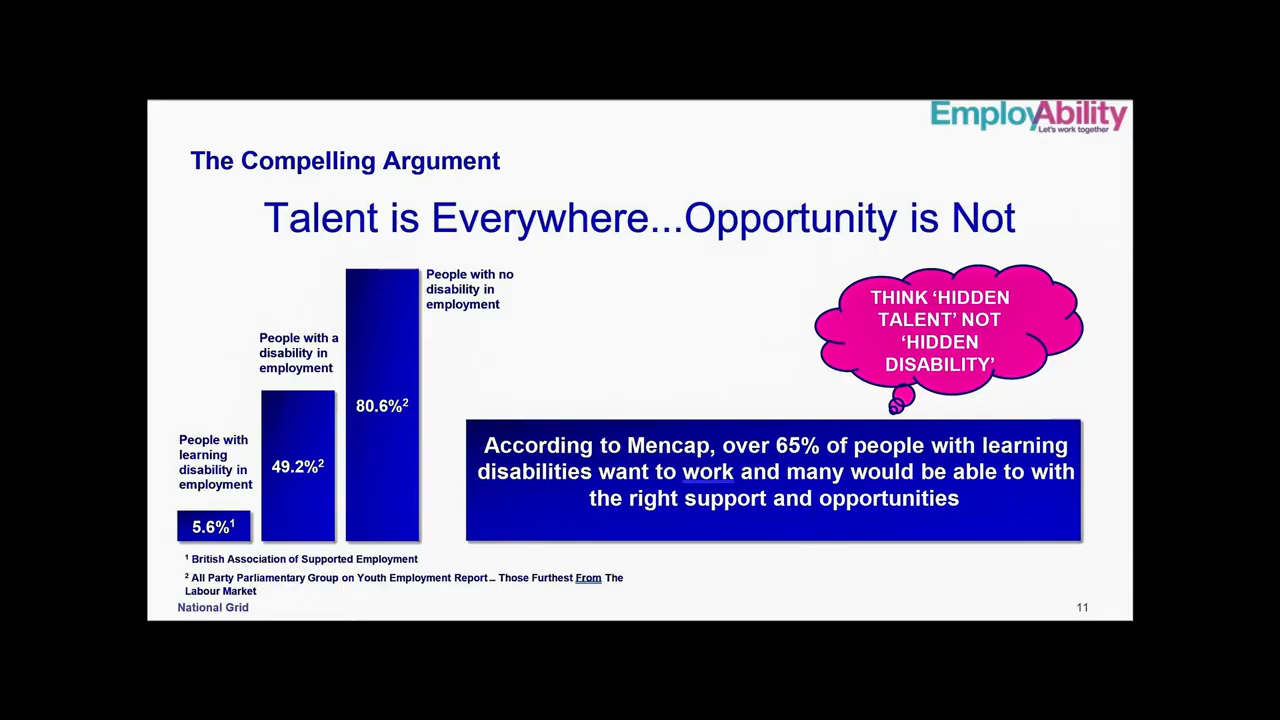 EmployAbility
Let's work together
The Compelling Argument
Talent is Everywhere...Opportunity is Not
People with no
disability in
employment
People with a
disability in
employment
80.6%²
People with
learning
disability in
employment
49.2%²
5.6%¹
THINK ‘HIDDEN
TALENT’ NOT
‘HIDDEN
DISABILITY’
According to Mencap, over 65% of people with learning
disabilities want to work and many would be able to with
the right support and opportunities
¹ British Association of Supported Employment
² All Party Parliamentary Group on Youth Employment Report – Those Furthest From The
Labour Market
National Grid
11